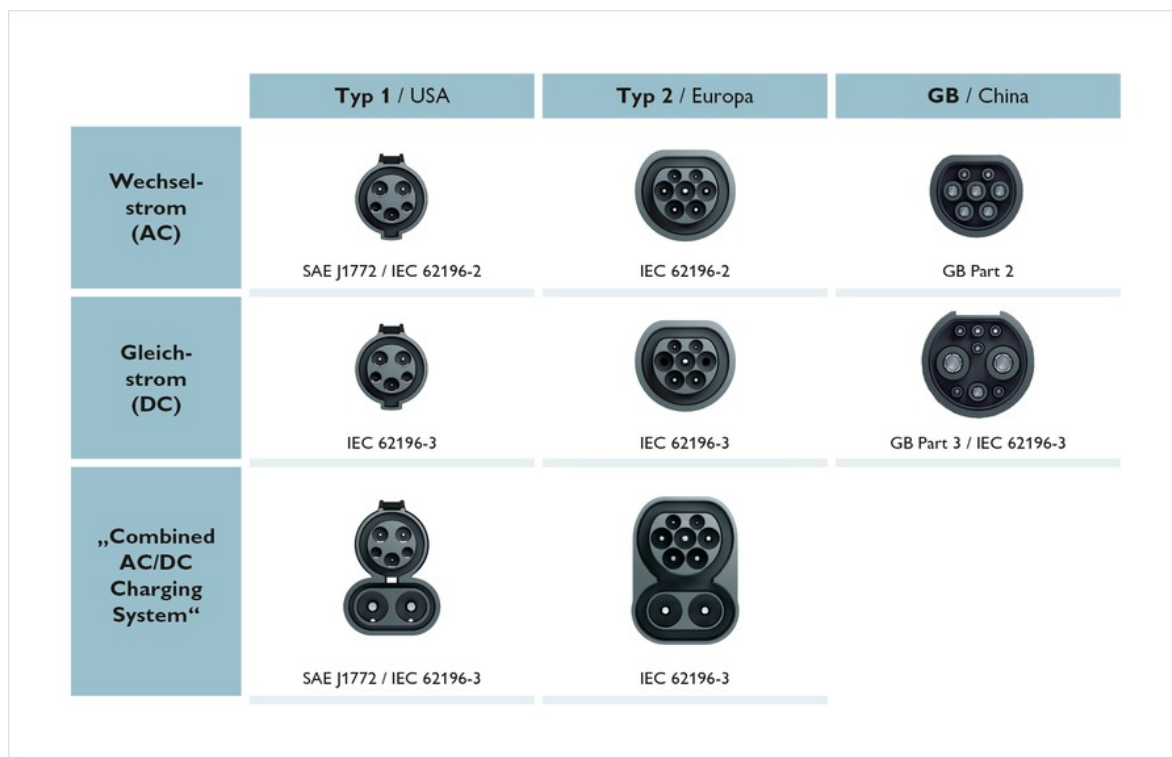 Typ 1 / USA
Typ 2 / Europa
GB / China
Wechsel-
strom
(AC)
SAE J1772 / IEC 62196-2
IEC 62196-2
GB Part 2
Gleich-
strom
(DC)
IEC 62196-3
IEC 62196-3
GB Part 3 / IEC 62196-3
„Combined
AC/DC
Charging
System“
SAE J1772 / IEC 62196-3
IEC 62196-3